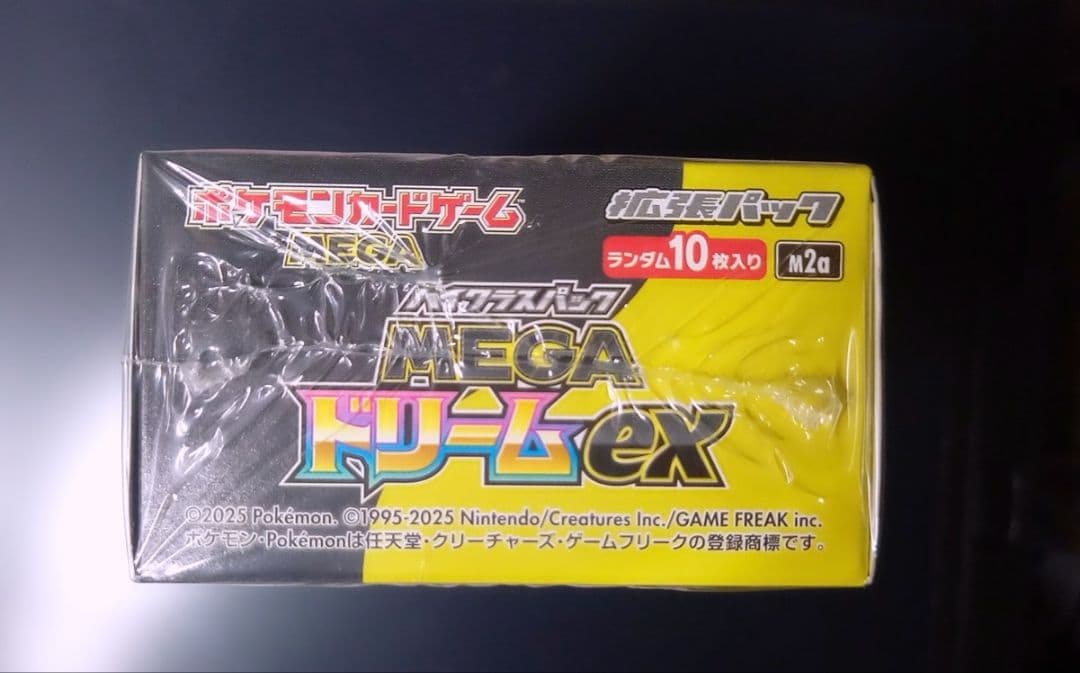 ポケモンカードゲーム
MEGA
拡張パック
ランダム10枚入り
M2a
ハイクラスパック
MEGA
ドリームex
©2025 Pokémon. ©1995-2025 Nintendo/Creatures Inc./GAME FREAK inc.
ポケモン・Pokémonは任天堂・クリーチャーズ・ゲームフリークの登録商標です。